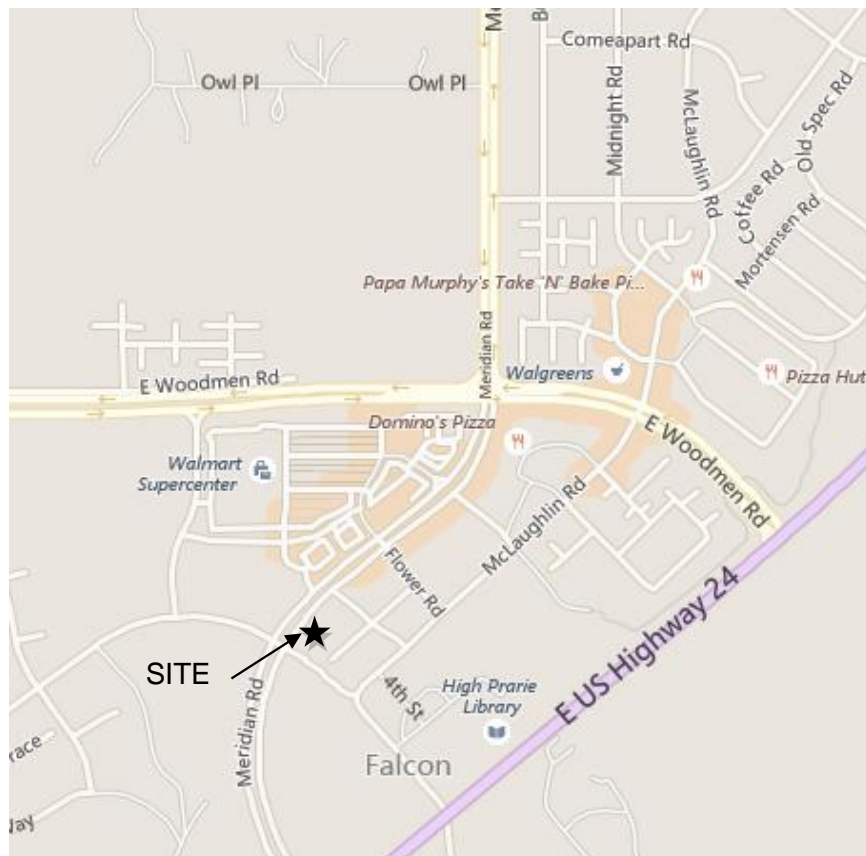 Comeapart Rd
Owl Pl
Owl Pl
Midnight Rd
McLaughlin Rd
Old Spec Rd
Coffee Rd
Mortensen Rd
Papa Murphy's Take 'N' Bake Pi...
Meridian Rd
E Woodmen Rd
Walgreens
Pizza Hut
Domino's Pizza
E Woodmen Rd
Walmart
Supercenter
McLaughlin Rd
Flower Rd
E US Highway 24
SITE
4th St
High Prarie
Library
Meridian Rd
Falcon
race
Way